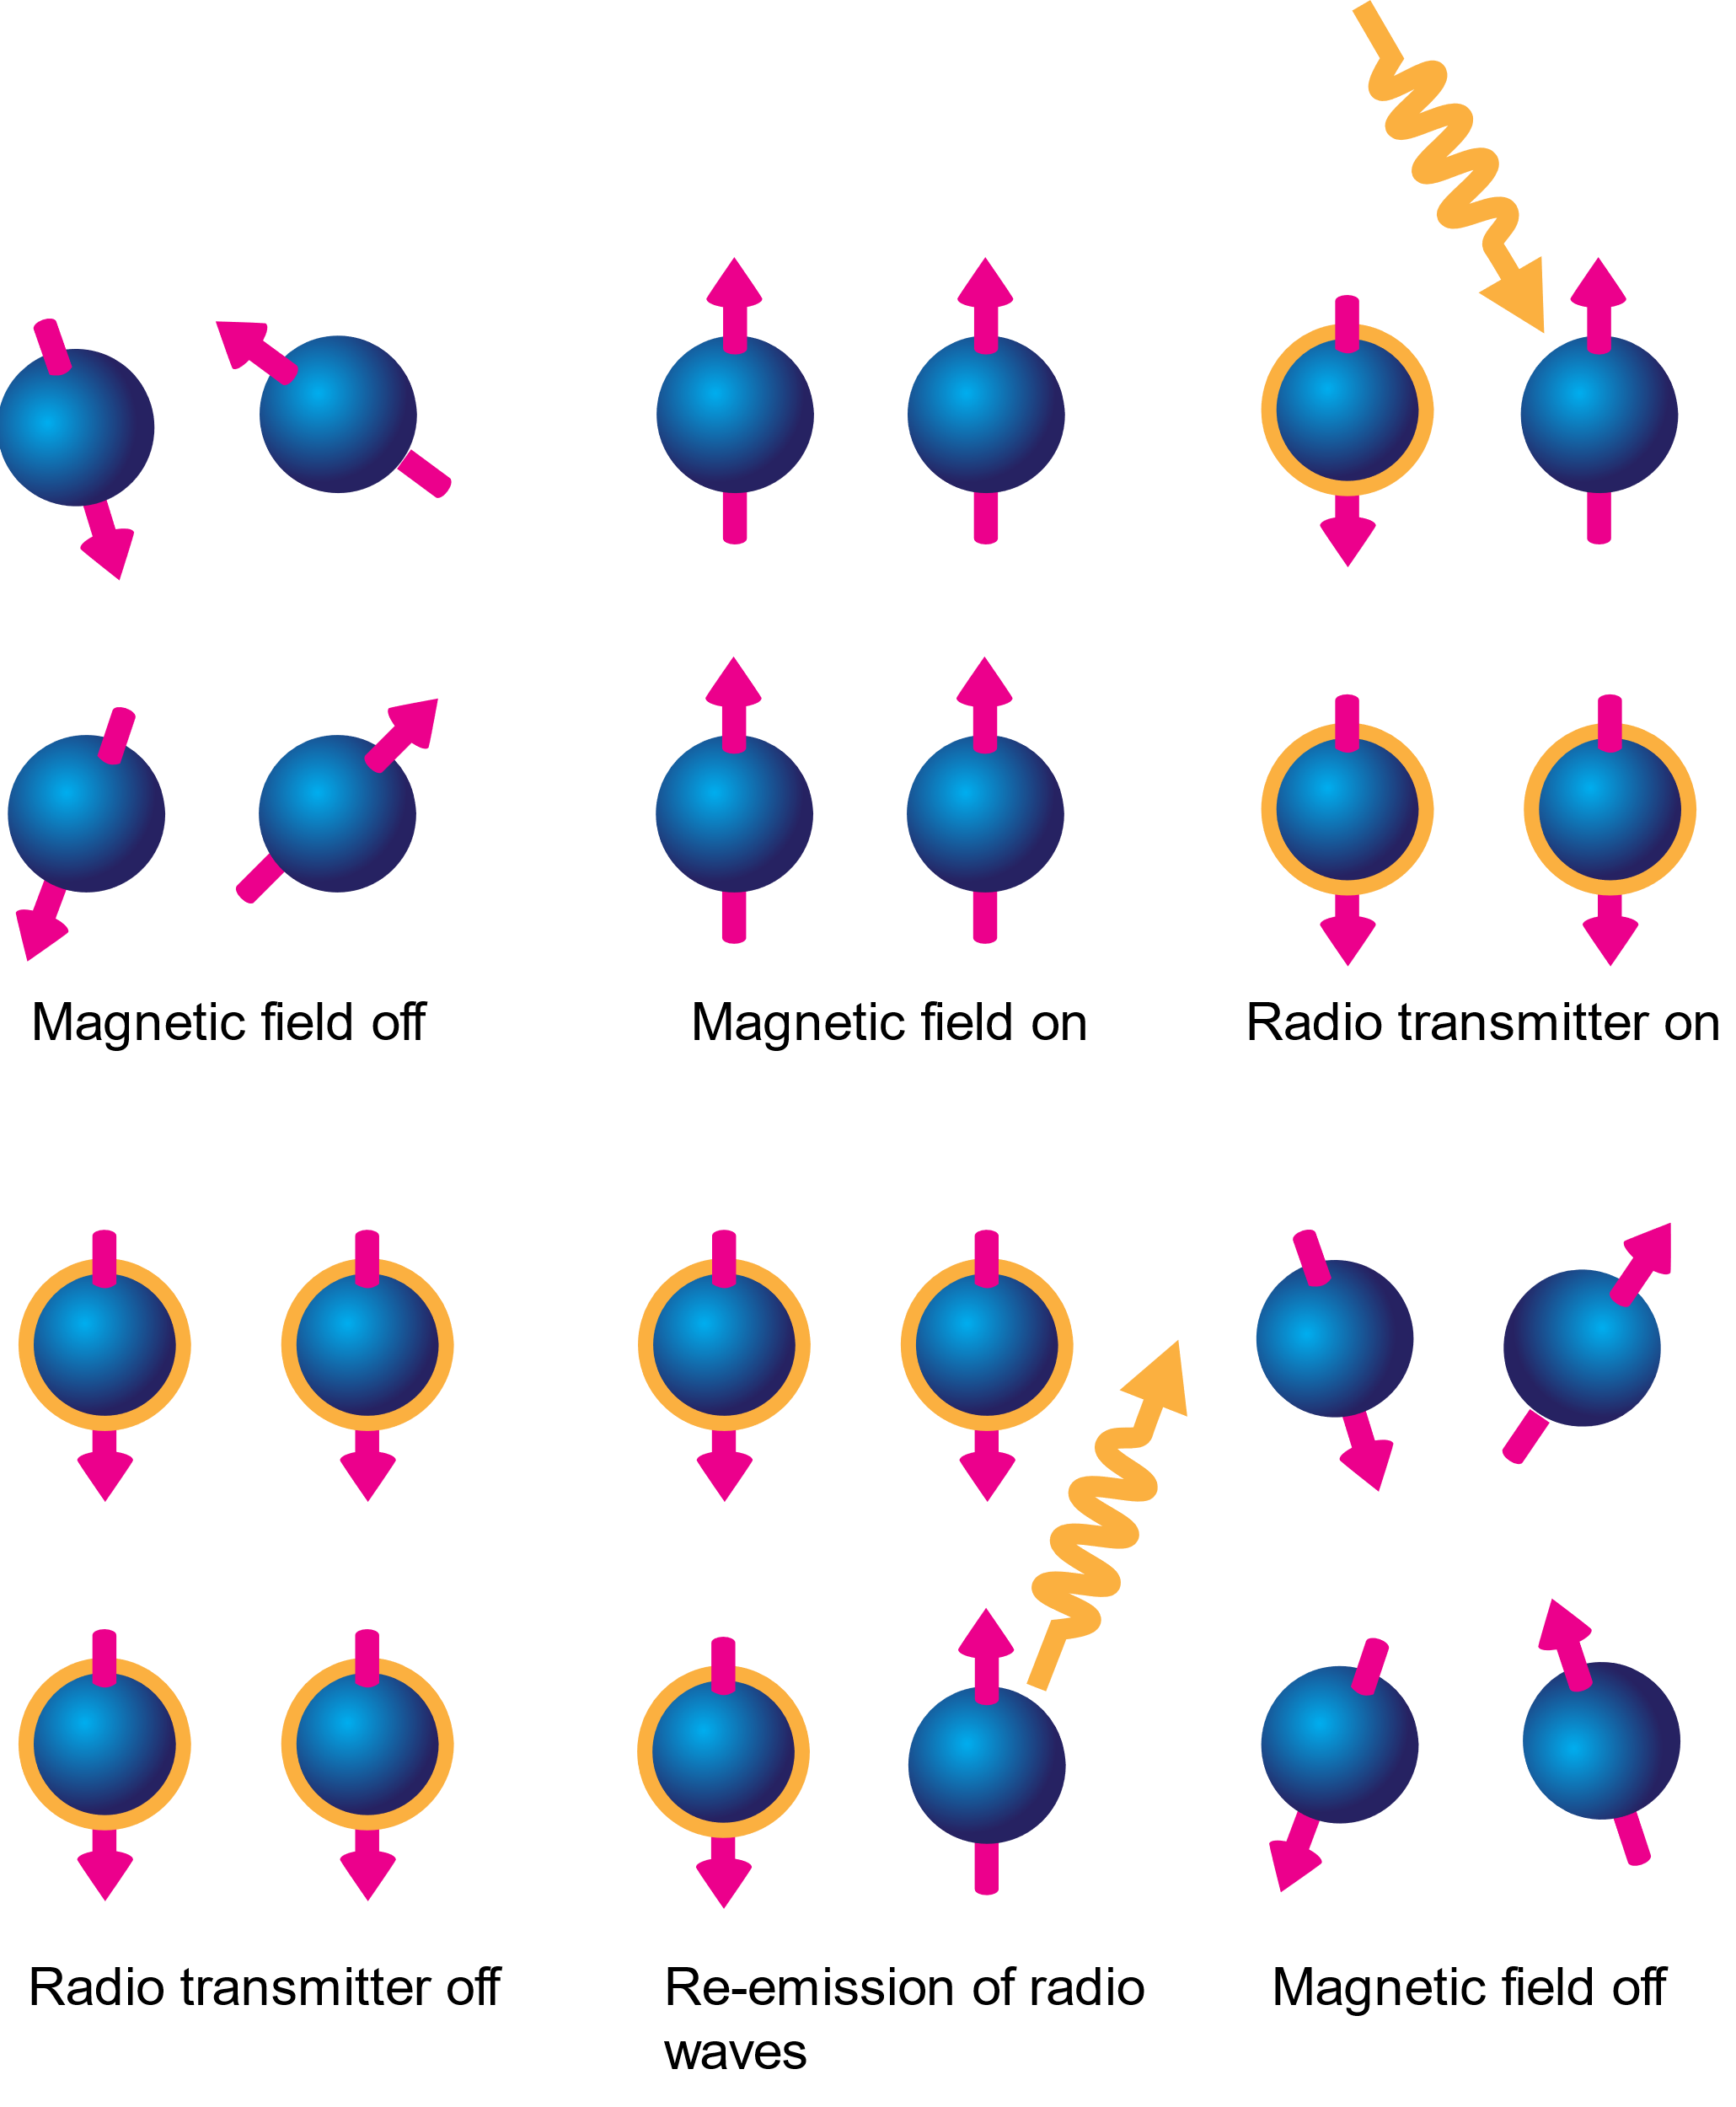 Magnetic field off
Magnetic field on
Radio transmitter on
Radio transmitter off
Re-emission of radio
waves
Magnetic field off